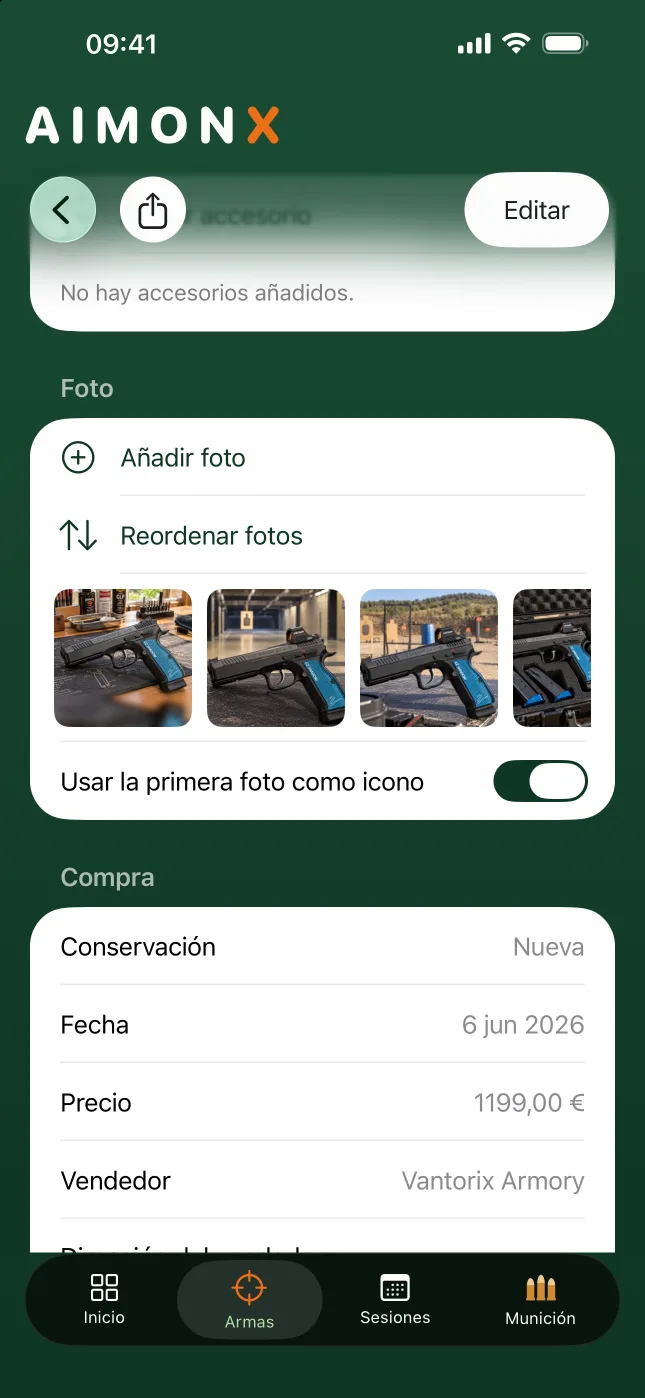 09:41
AIMONX
accesorio
Editar
No hay accesorios añadidos.
Foto
Añadir foto
Reordenar fotos
Usar la primera foto como icono
Compra
Conservación Nueva
Fecha 6 jun 2026
Precio 1199,00 €
Vendedor Vantorix Armory
Inicio
Armas
Sesiones
Munición